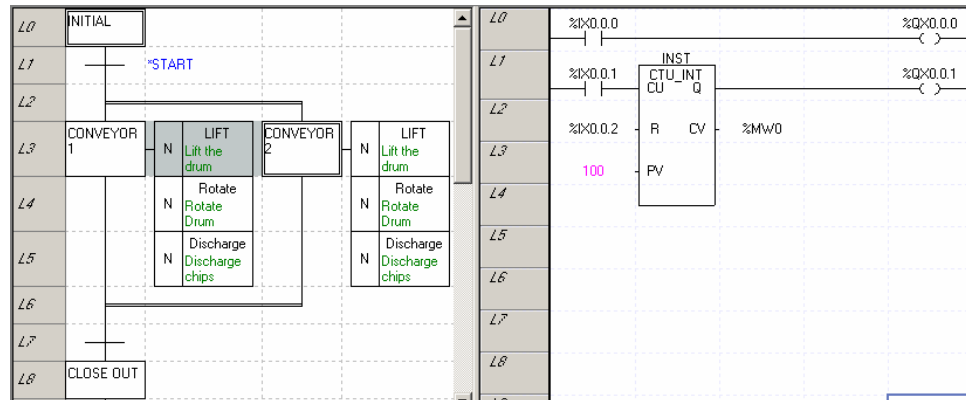 L0
INITIAL
L1
*START
L2
L3
CONVEYOR
1
N
LIFT
Lift the
drum
CONVEYOR
2
N
LIFT
Lift the
drum
L4
N
Rotate
Rotate
Drum
N
Rotate
Rotate
Drum
L5
N
Discharge
Discharge
chips
N
Discharge
Discharge
chips
L6
L7
L8
CLOSE OUT
L0
%IX0.0.0
%QX0.0.0
L1
INST
%IX0.0.1
CTU_INT
%QX0.0.1
CU Q
L2
%IX0.0.2
R CV
%MW0
L3
100
PV
L4
L5
L6
L7
L8